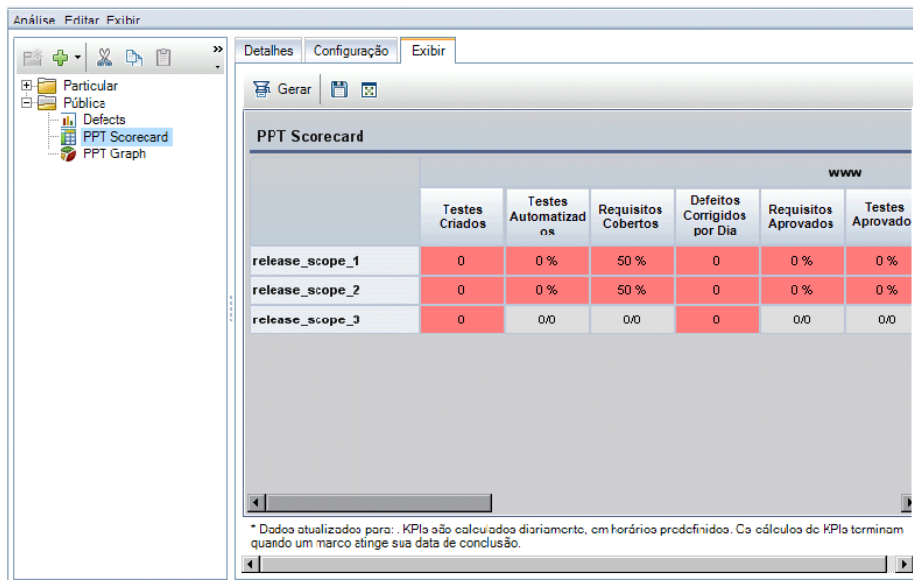 Análise Editar Exibir
»
Detalhes Configuração Exibir
Particular
Pública
Defects
PPT Scorecard
PPT Graph
Gerar
PPT Scorecard
www
Testes Criados Testes Automatizados Requisitos Cobertos Defeitos Corrigidos por Dia Requisitos Aprovados Testes Aprovado
release_scope_1 0 0 % 50 % 0 0 % 0 %
release_scope_2 0 0 % 50 % 0 0 % 0 %
release_scope_3 0 0/0 0/0 0 0/0 0/0
* Dados atualizados para: . KPIs são calculados diariamente, em horários predefinidos. Os cálculos de KPIs terminam
quando um marco atinge sua data de conclusão.